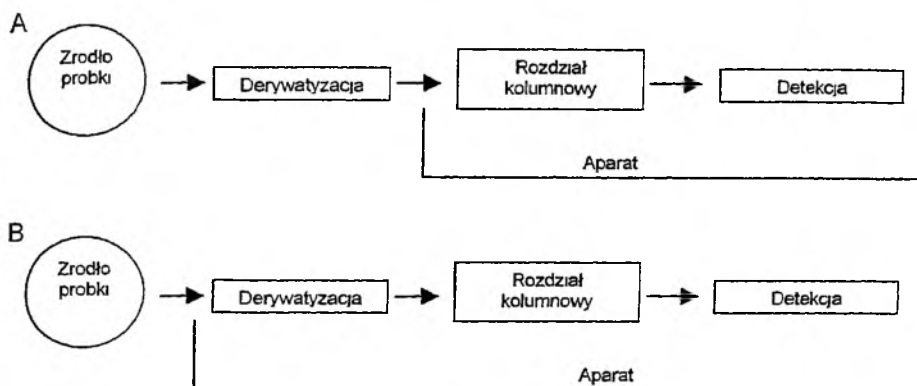 A
Zrodło
probki
Derywatyzacja
Rozdział
kolumnowy
Detekcja
Aparat
B
Zrodło
probki
Derywatyzacja
Rozdział
kolumnowy
Detekcja
Aparat